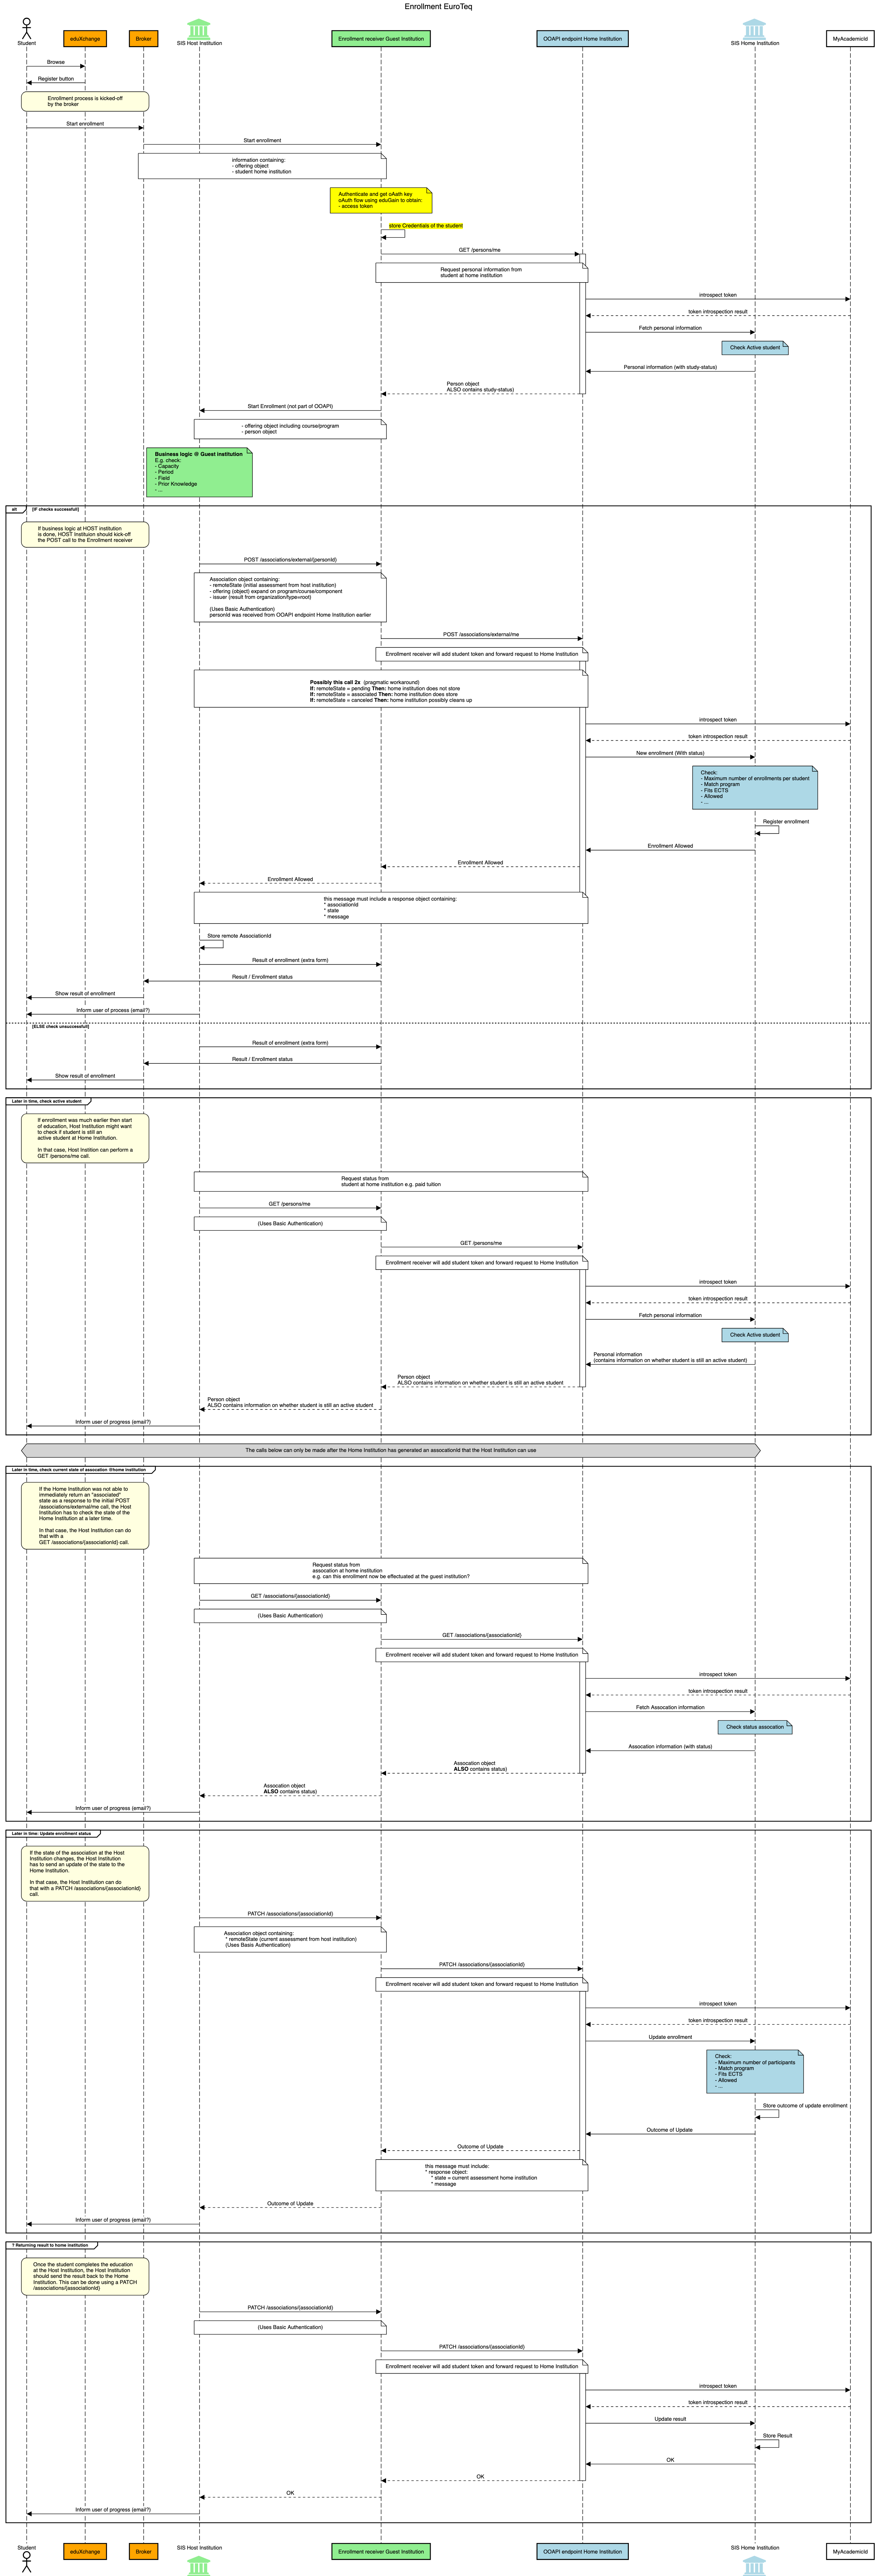 Enrollment EuroTeq
Student
eduXchange
Broker
SIS Host Institution
Enrollment receiver Guest Institution
OOAPI endpoint Home Institution
SIS Home Institution
MyAcademicId
Browse
Register button
Enrollment process is kicked-off
by the broker
Start enrollment
Start enrollment
information containing:
- offering object
- student home institution
Authenticate and get oAath key
oAuth flow using eduGain to obtain:
- access token
store Credentials of the student
GET /persons/me
Request personal information from
student at home institution
introspect token
token introspection result
Fetch personal information
Check Active student
Personal information (with study-status)
Person object
ALSO contains study-status)
Start Enrollment (not part of OOAPI)
- offering object including course/program
- person object
Business logic @ Guest institution
E.g. check:
- Capacity
- Period
- Field
- Prior Knowledge
- ...
alt
[IF checks successfull]
If business logic at HOST institution
is done, HOST Instituion should kick-off
the POST call to the Enrollment receiver
POST /associations/external/{personId}
Association object containing:
- remoteState (initial assessment from host institution)
- offering (object) expand on program/course/component
- issuer (result from organization/type=root)
(Uses Basic Authentication)
personId was received from OOAPI endpoint Home Institution earlier
POST /associations/external/me
Enrollment receiver will add student token and forward request to Home Institution
Possibly this call 2x (pragmatic workaround)
If: remoteState = pending Then: home institution does not store
If: remoteState = associated Then: home institution does store
If: remoteState = canceled Then: home institution possibly cleans up
introspect token
token introspection result
New enrollment (With status)
Check:
- Maximum number of enrollments per student
- Match program
- Fits ECTS
- Allowed
- ...
Register enrollment
Enrollment Allowed
Enrollment Allowed
Enrollment Allowed
this message must include a response object containing:
* associationId
* state
* message
Store remote AssociationId
Result of enrollment (extra form)
Result / Enrollment status
Show result of enrollment
Inform user of process (email?)
[ELSE check unsuccessfull]
Result of enrollment (extra form)
Result / Enrollment status
Show result of enrollment
Later in time, check active student
If enrollment was much earlier then start
of education, Host Institution might want
to check if student is still an
active student at Home Institution.
In that case, Host Instition can perform a
GET /persons/me call.
Request status from
student at home institution e.g. paid tuition
GET /persons/me
(Uses Basic Authentication)
GET /persons/me
Enrollment receiver will add student token and forward request to Home Institution
introspect token
token introspection result
Fetch personal information
Check Active student
Personal information
(contains information on whether student is still an active student)
Person object
ALSO contains information on whether student is still an active student
Person object
ALSO contains information on whether student is still an active student
Inform user of progress (email?)
The calls below can only be made after the Home Institution has generated an assocationId that the Host Institution can use
Later in time, check current state of assocation @home institution
If the Home Institution was not able to
immediately return an "associated"
state as a response to the initial POST
/associations/external/me call, the Host
Institution has to check the state of the
Home Institution at a later time.
In that case, the Host Institution can do
that with a
GET /associations/{associationId} call.
Request status from
assocation at home institution
e.g. can this enrollment now be effectuated at the guest institution?
GET /associations/{associationId}
(Uses Basic Authentication)
GET /associations/{associationId}
Enrollment receiver will add student token and forward request to Home Institution
introspect token
token introspection result
Fetch Assocation information
Check status assocation
Assocation information (with status)
Assocation object
ALSO contains status)
Assocation object
ALSO contains status)
Inform user of progress (email?)
Later in time: Update enrollment status
If the state of the association at the Host
Institution changes, the Host Institution
has to send an update of the state to the
Home Institution.
In that case, the Host Institution can do
that with a PATCH /associations/{associationId}
call.
PATCH /associations/{associationId}
Association object containing:
* remoteState (current assessment from host institution)
(Uses Basis Authentication)
PATCH /associations/{associationId}
Enrollment receiver will add student token and forward request to Home Institution
introspect token
token introspection result
Update enrollment
Check:
- Maximum number of participants
- Match program
- Fits ECTS
- Allowed
- ...
Store outcome of update enrollment
Outcome of Update
Outcome of Update
this message must include:
* response object:
* state = current assessment home institution
* message
Outcome of Update
Inform user of progress (email?)
? Returning result to home institution
Once the student completes the education
at the Host Institution, the Host Institution
should send the result back to the Home
Institution. This can be done using a PATCH
/associations/{associationId}
PATCH /associations/{associationId}
(Uses Basic Authentication)
PATCH /associations/{associationId}
Enrollment receiver will add student token and forward request to Home Institution
introspect token
token introspection result
Update result
Store Result
OK
OK
OK
Inform user of progress (email?)
Student
eduXchange
Broker
SIS Host Institution
Enrollment receiver Guest Institution
OOAPI endpoint Home Institution
SIS Home Institution
MyAcademicId